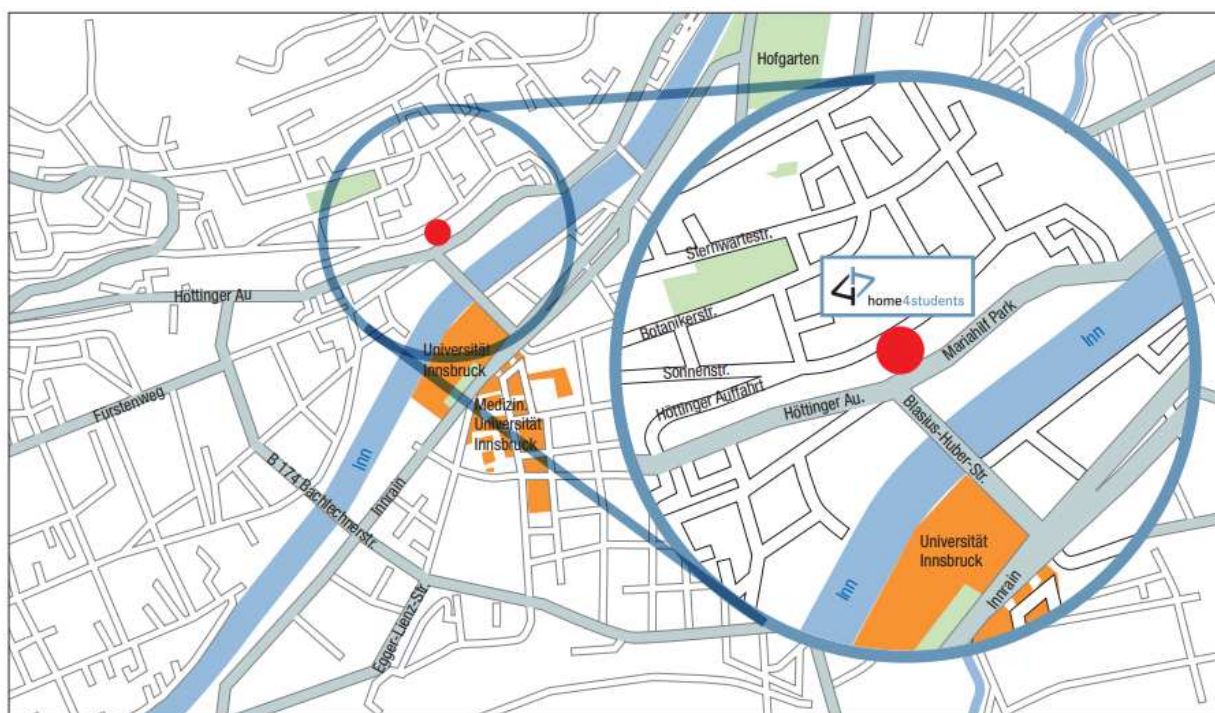 Hofgarten
Höttinger Au
Fürstenweg
B 174 Bachlechnerstr.
Inn
Innrain
Egger-Lienz-Str.
Universität
Innsbruck
Medizin.
Universität
Innsbruck
Sternwartestr.
home4students
Botanikerstr.
Sonnenstr.
Höttinger Auffahrt
Höttinger Au.
Mariahilf Park
Inn
Blasius-Huber-Str.
Universität
Innsbruck
Inn
Innrain